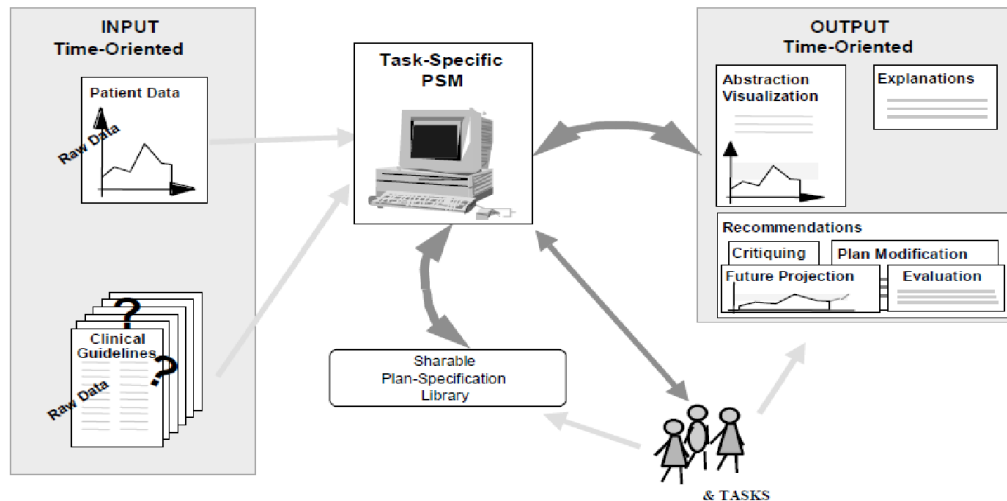 INPUT
Time-Oriented
Patient Data
Raw Data
?
Clinical
Guidelines
?
Raw Data
Task-Specific
PSM
Sharable
Plan-Specification
Library
& TASKS
OUTPUT
Time-Oriented
Abstraction
Visualization
Explanations
Recommendations
Critiquing
Plan Modification
Future Projection
Evaluation